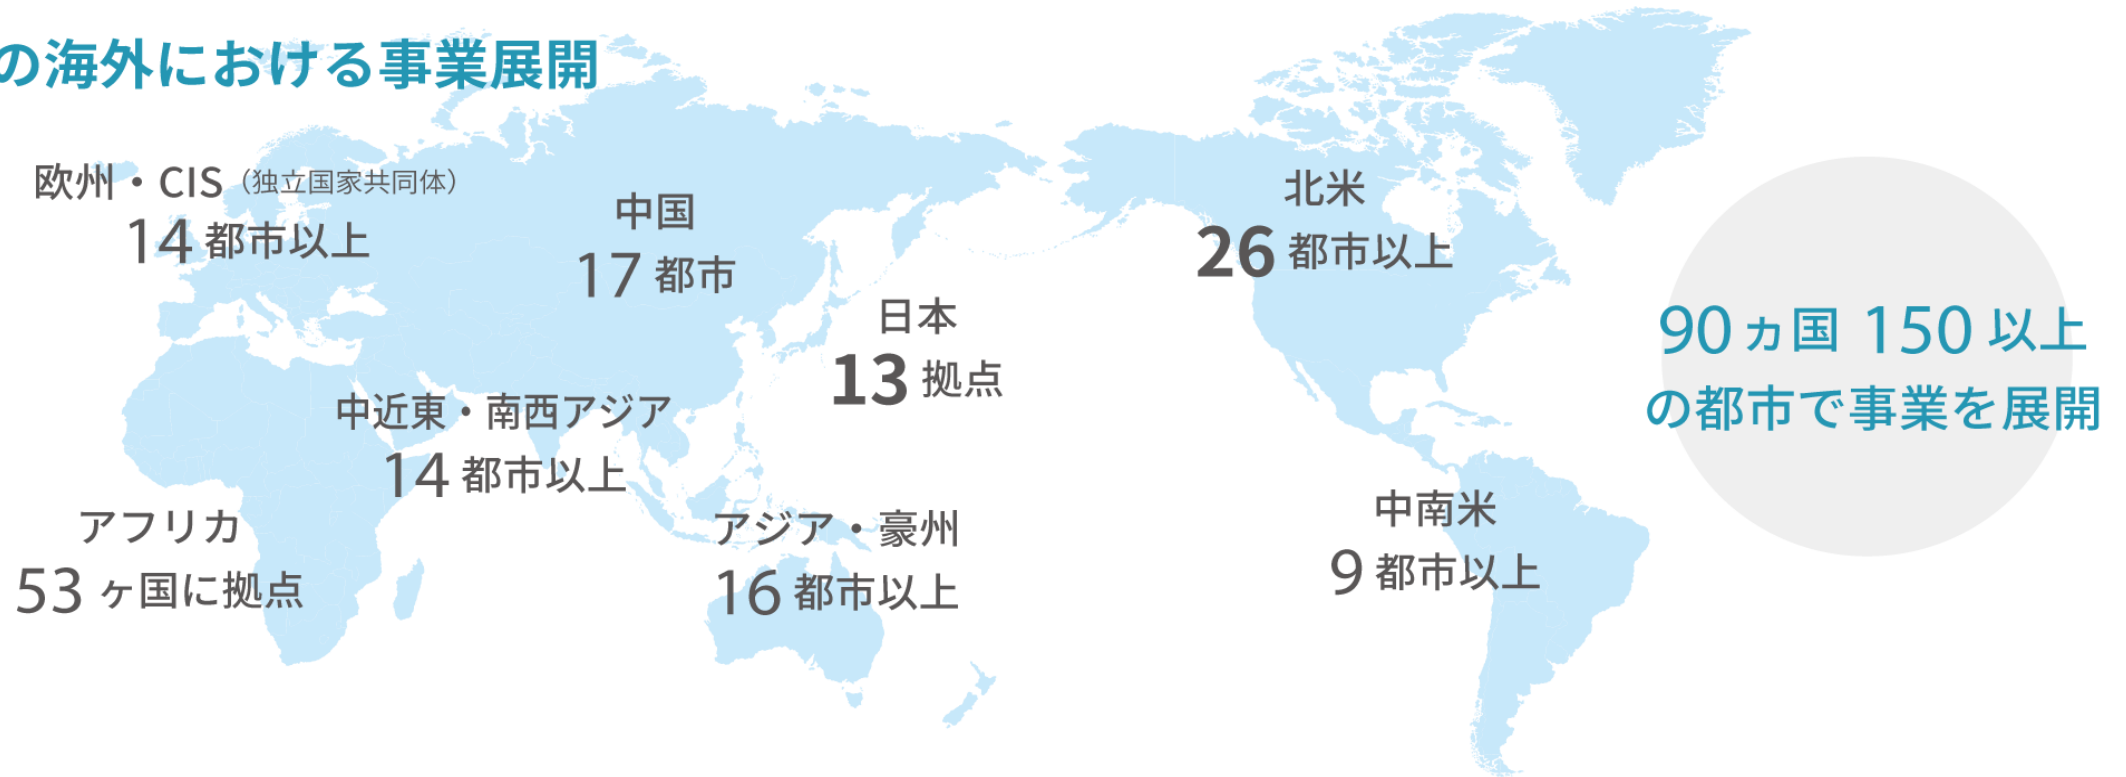 の海外における事業展開
欧州・CIS（独立国家共同体）
14 都市以上
中国
17 都市
日本
13 拠点
北米
26 都市以上
90 ヵ国 150 以上
の都市で事業を展開
中近東・南西アジア
14 都市以上
アフリカ
53 ヶ国に拠点
アジア・豪州
16 都市以上
中南米
9 都市以上